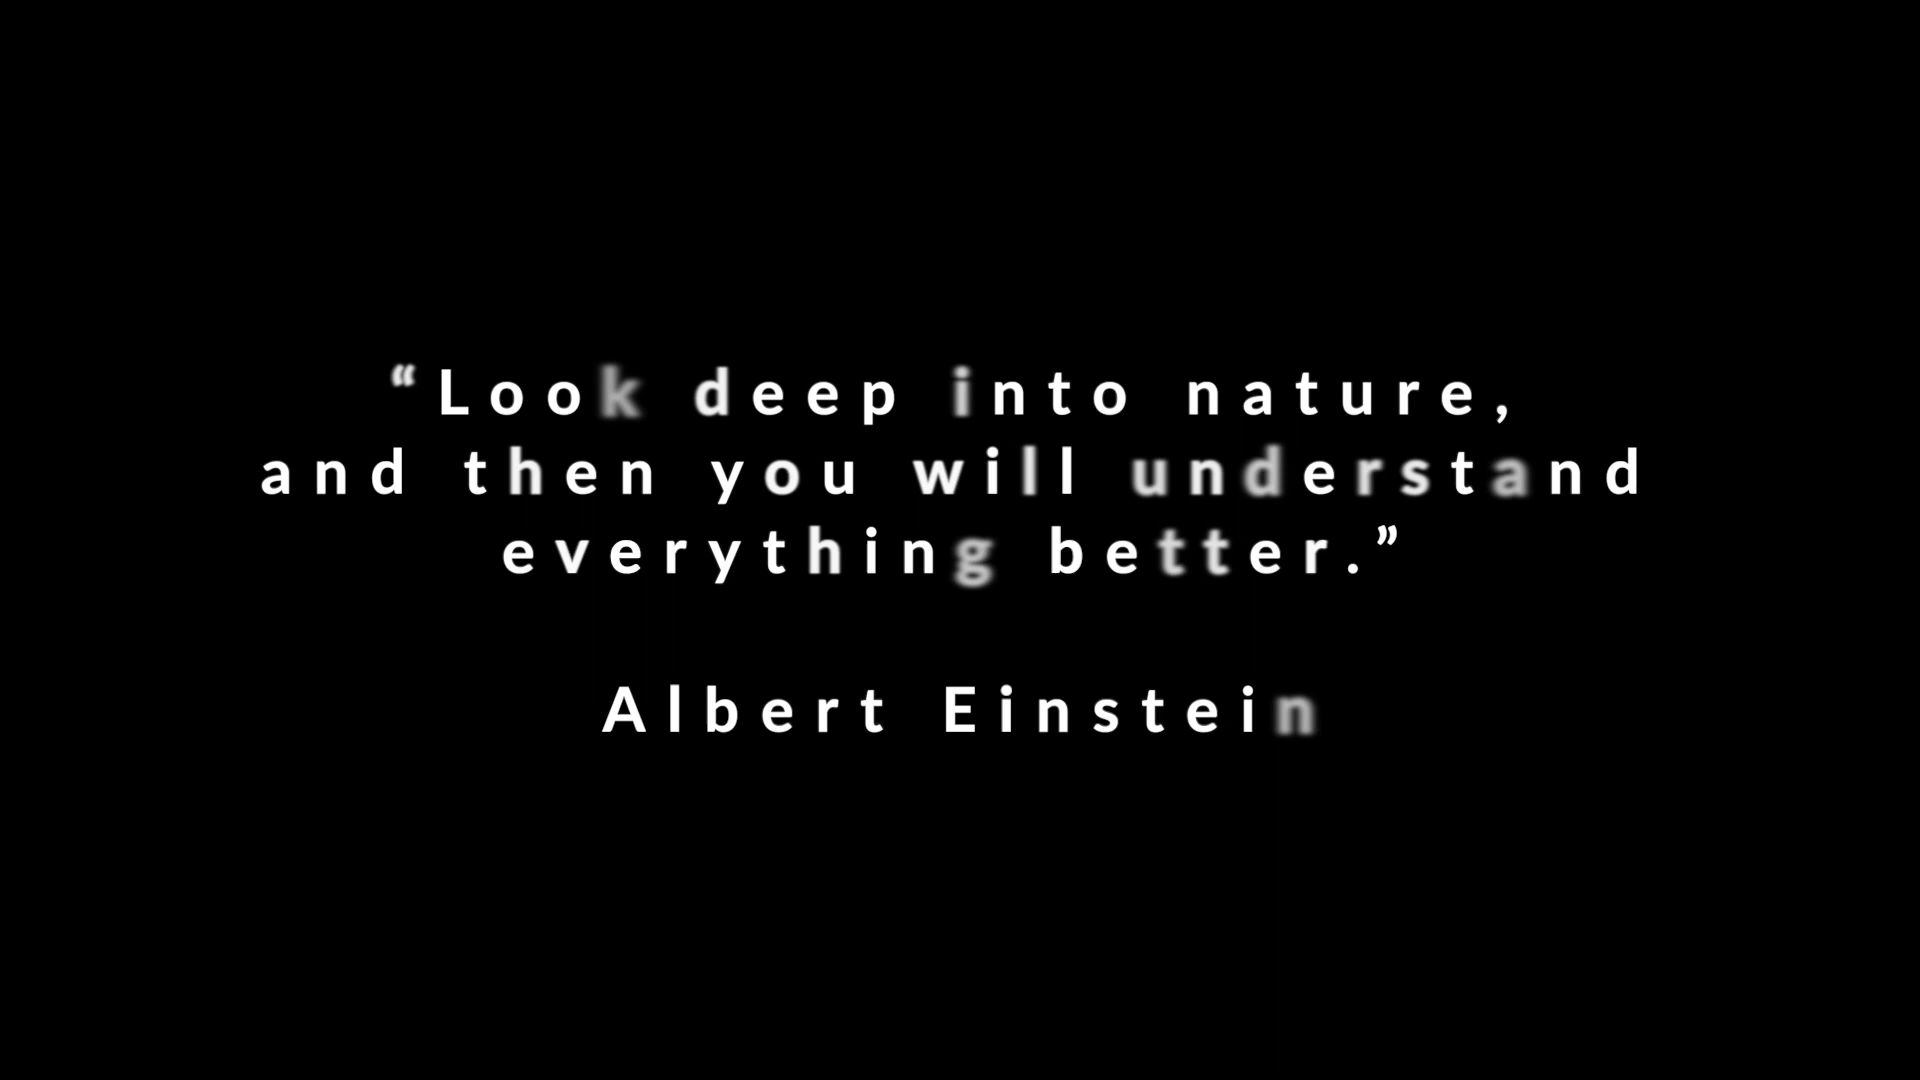 “Look deep into nature,
and then you will understand
everything better.”
Albert Einstein